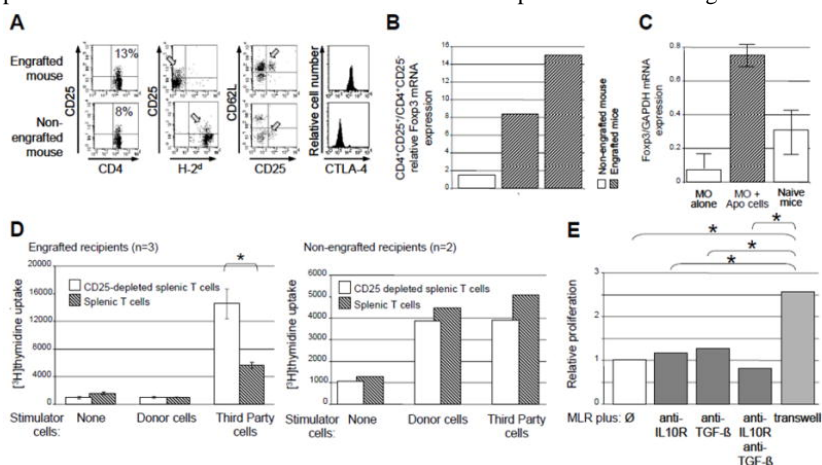 A
B
C
Engrafted
mouse
Non-
engrafted
mouse
13%
8%
CD25
CD25
CD62L
Relative cell number
CD4
H-2ᵈ
CD25
CTLA-4
CD4⁺CD25⁺/CD4⁺CD25⁻
relative Foxp3 mRNA
expression
16
14
12
10
8
6
4
2
0
Non-engrafted mouse
Engrafted mice
Foxp3/GAPDH mRNA
expression
0.8
0.6
0.4
0.2
0
MO
alone
MO +
Apo cells
Naive
mice
D
Engrafted recipients (n=3)
[³H]thymidine uptake
20000
16000
12000
8000
4000
0
*
CD25-depleted splenic T cells
Splenic T cells
Stimulator
cells:
None
Donor cells
Third Party
cells
Non-engrafted recipients (n=2)
[³H]thymidine uptake
6000
5000
4000
3000
2000
1000
0
CD25 depleted splenic T cells
Splenic T cells
Stimulator
cells:
None
Donor cells
Third Party
cells
E
*
*
*
*
Relative proliferation
3
2
1
0
MLR plus: Ø
anti-
IL10R
anti-
TGF-ß
anti-
IL10R
anti-
TGF-ß
transwell